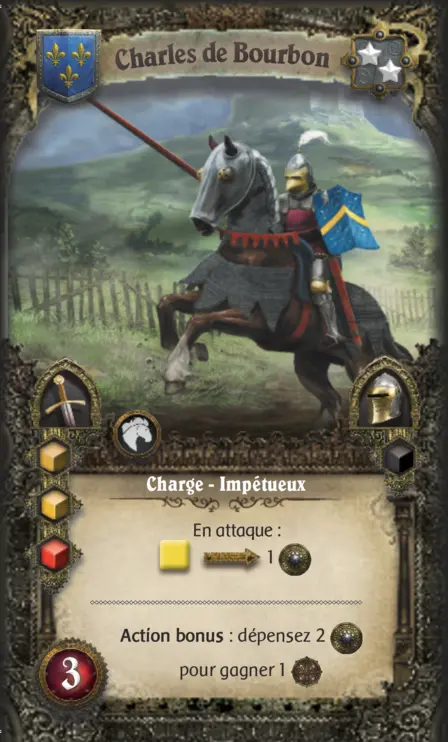 Charles de Bourbon
Charge - Impétueux
En attaque :
1
Action bonus : dépensez 2
pour gagner 1
3